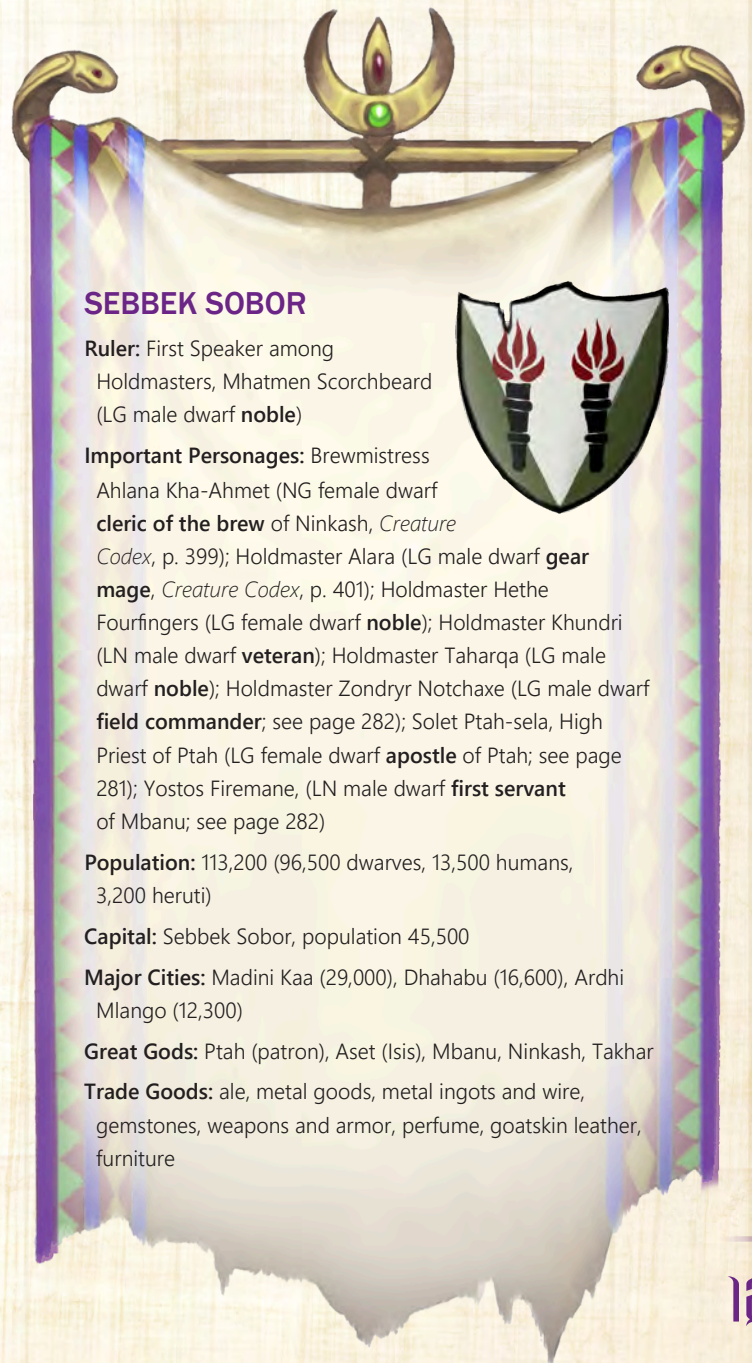 SEBBEK SOBOR
Ruler: First Speaker among
Holdmasters, Mhatmen Scorchbeard
(LG male dwarf noble)
Important Personages: Brewmistress
Ahlana Kha-Ahmet (NG female dwarf
cleric of the brew of Ninkash, Creature
Codex, p. 399); Holdmaster Alara (LG male dwarf gear
mage, Creature Codex, p. 401); Holdmaster Hethe
Fourfingers (LG female dwarf noble); Holdmaster Khundri
(LN male dwarf veteran); Holdmaster Taharqa (LG male
dwarf noble); Holdmaster Zondryr Notchaxe (LG male dwarf
field commander; see page 282); Solet Ptah-sela, High
Priest of Ptah (LG female dwarf apostle of Ptah; see page
281); Yostos Firemane, (LN male dwarf first servant
of Mbanu; see page 282)
Population: 113,200 (96,500 dwarves, 13,500 humans,
3,200 heruti)
Capital: Sebbek Sobor, population 45,500
Major Cities: Madini Kaa (29,000), Dhahabu (16,600), Ardhi
Mlango (12,300)
Great Gods: Ptah (patron), Aset (Isis), Mbanu, Ninkash, Takhar
Trade Goods: ale, metal goods, metal ingots and wire,
gemstones, weapons and armor, perfume, goatskin leather,
furniture